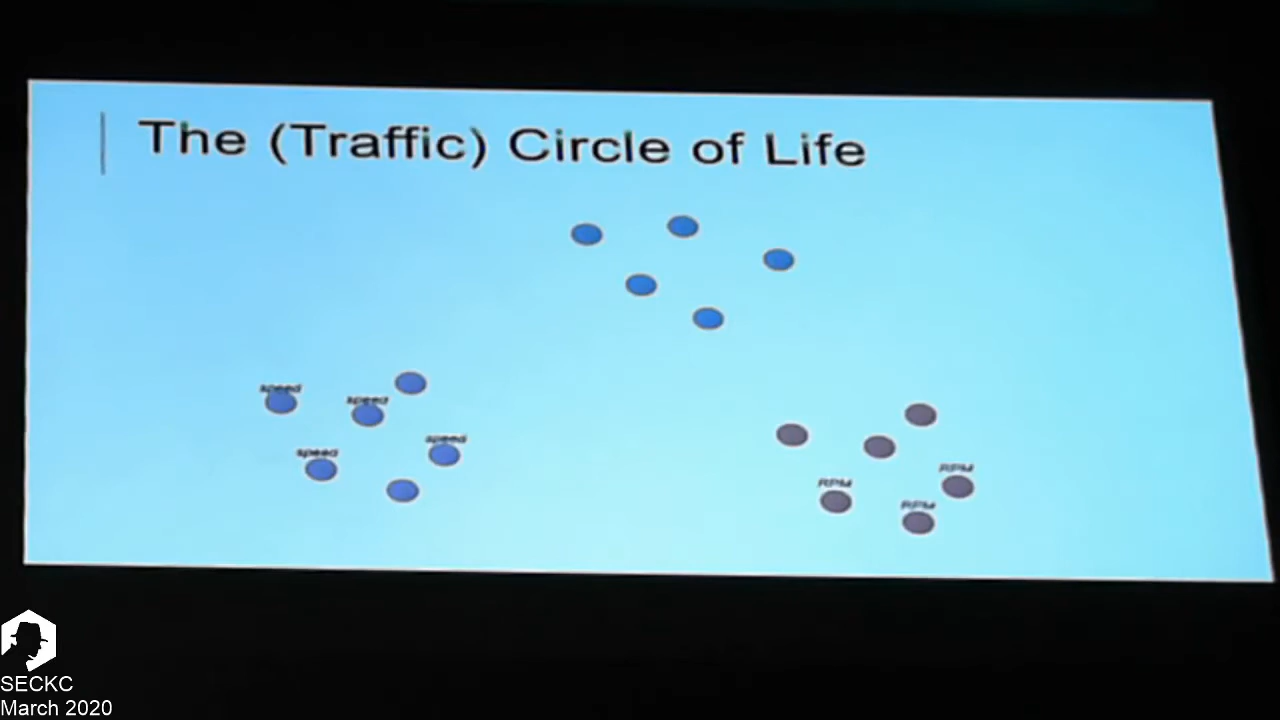 The (Traffic) Circle of Life
speed
speed
speed
speed
RPM
RPM
RPM
SECKC
March 2020